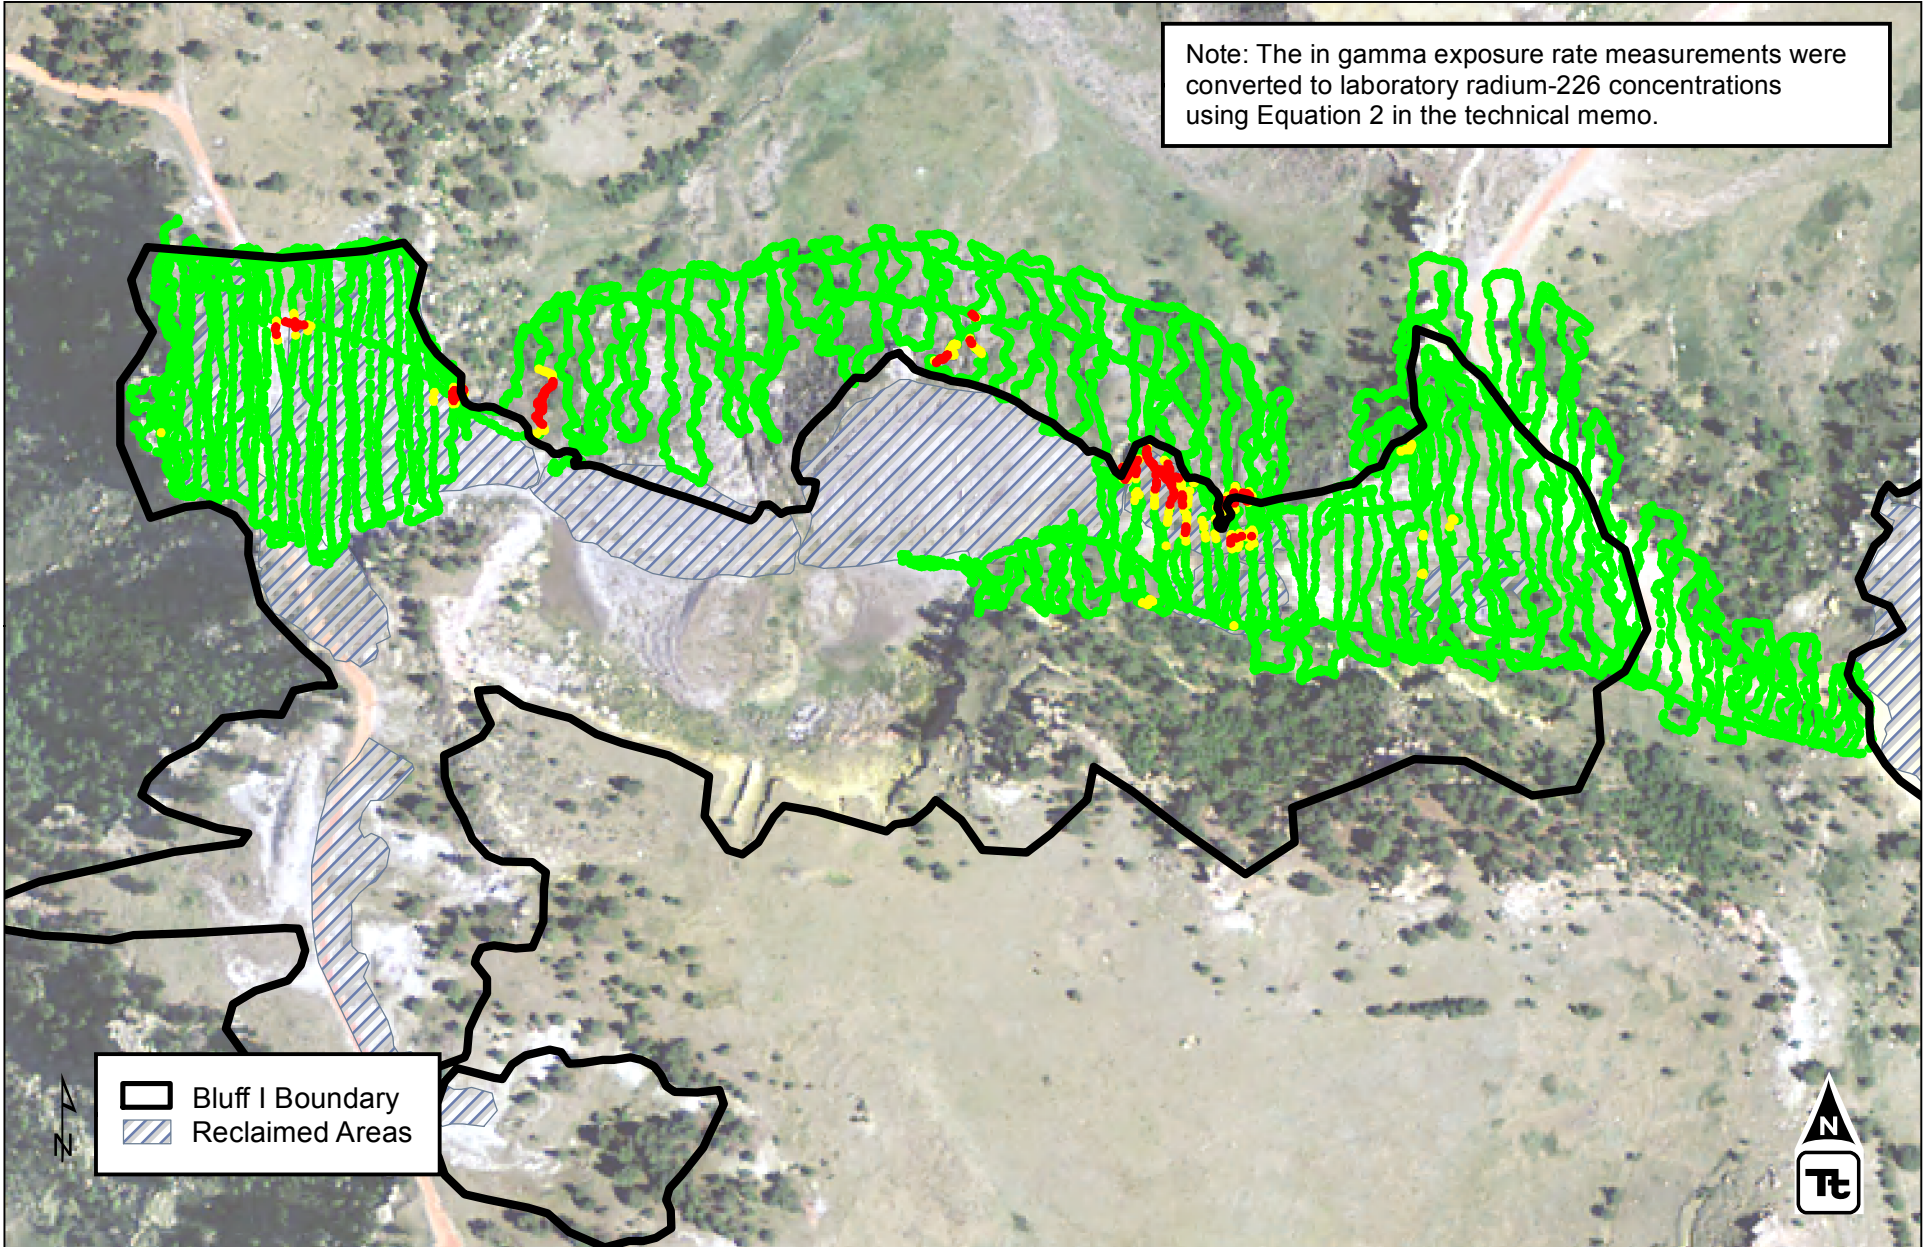 Note: The in gamma exposure rate measurements were
converted to laboratory radium-226 concentrations
using Equation 2 in the technical memo.
Bluff I Boundary
Reclaimed Areas
N
N
Tt